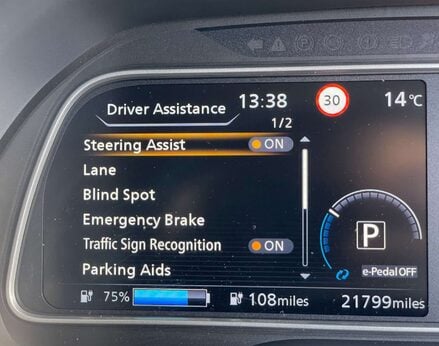 Driver Assistance 13:38 30 14°C
1/2
Steering Assist ON
Lane
Blind Spot
Emergency Brake
Traffic Sign Recognition ON
Parking Aids
P
e-Pedal OFF
75% 108miles 21799miles